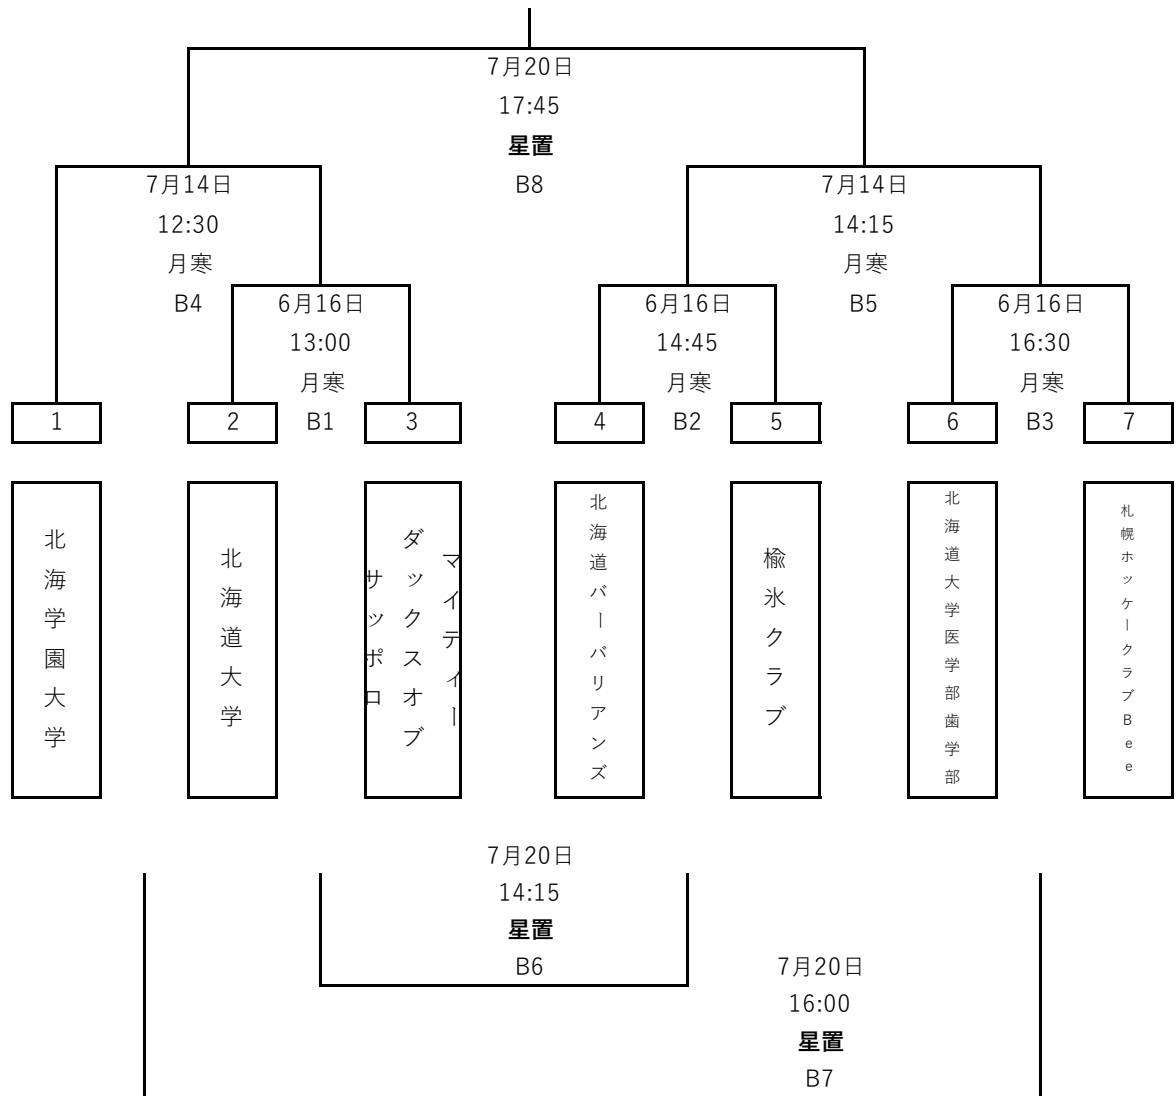 7月20日
17:45
星置
B8
7月14日
12:30
月寒
B4
7月14日
14:15
月寒
B5
6月16日
13:00
月寒
B1
6月16日
14:45
月寒
B2
6月16日
16:30
月寒
B3
1
2
3
4
5
6
7
北海学園大学
北海道大学
マイティー
ダックスオブ
サッポロ
北海道バーバリアンズ
楡氷クラブ
北海道大学医学部歯学部
札幌ホッケークラブBee
7月20日
14:15
星置
B6
7月20日
16:00
星置
B7